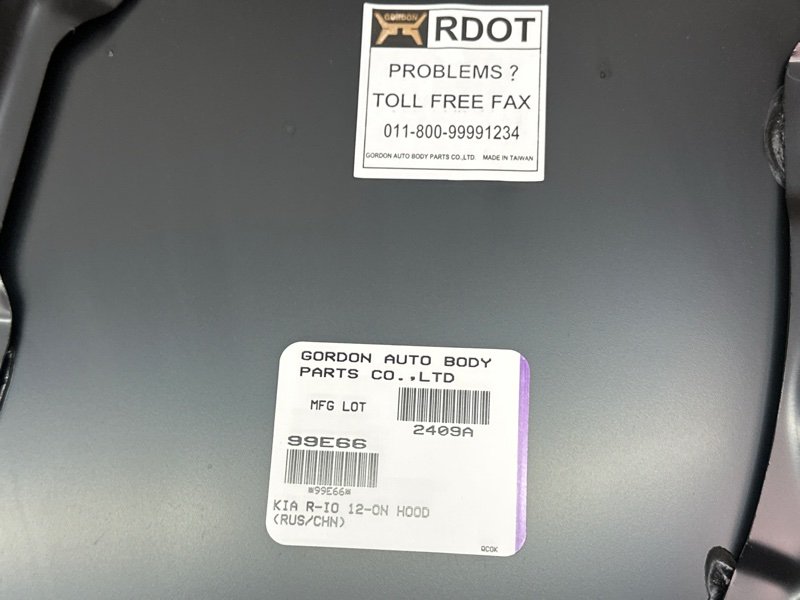 GORDON
RDOT
PROBLEMS ?
TOLL FREE FAX
011-800-99991234
GORDON AUTO BODY PARTS CO.,LTD. MADE IN TAIWAN
GORDON AUTO BODY
PARTS CO.,LTD
MFG LOT
2409A
99E66
*99E66*
KIA R-IO 12-ON HOOD
(RUS/CHN)
QCOK